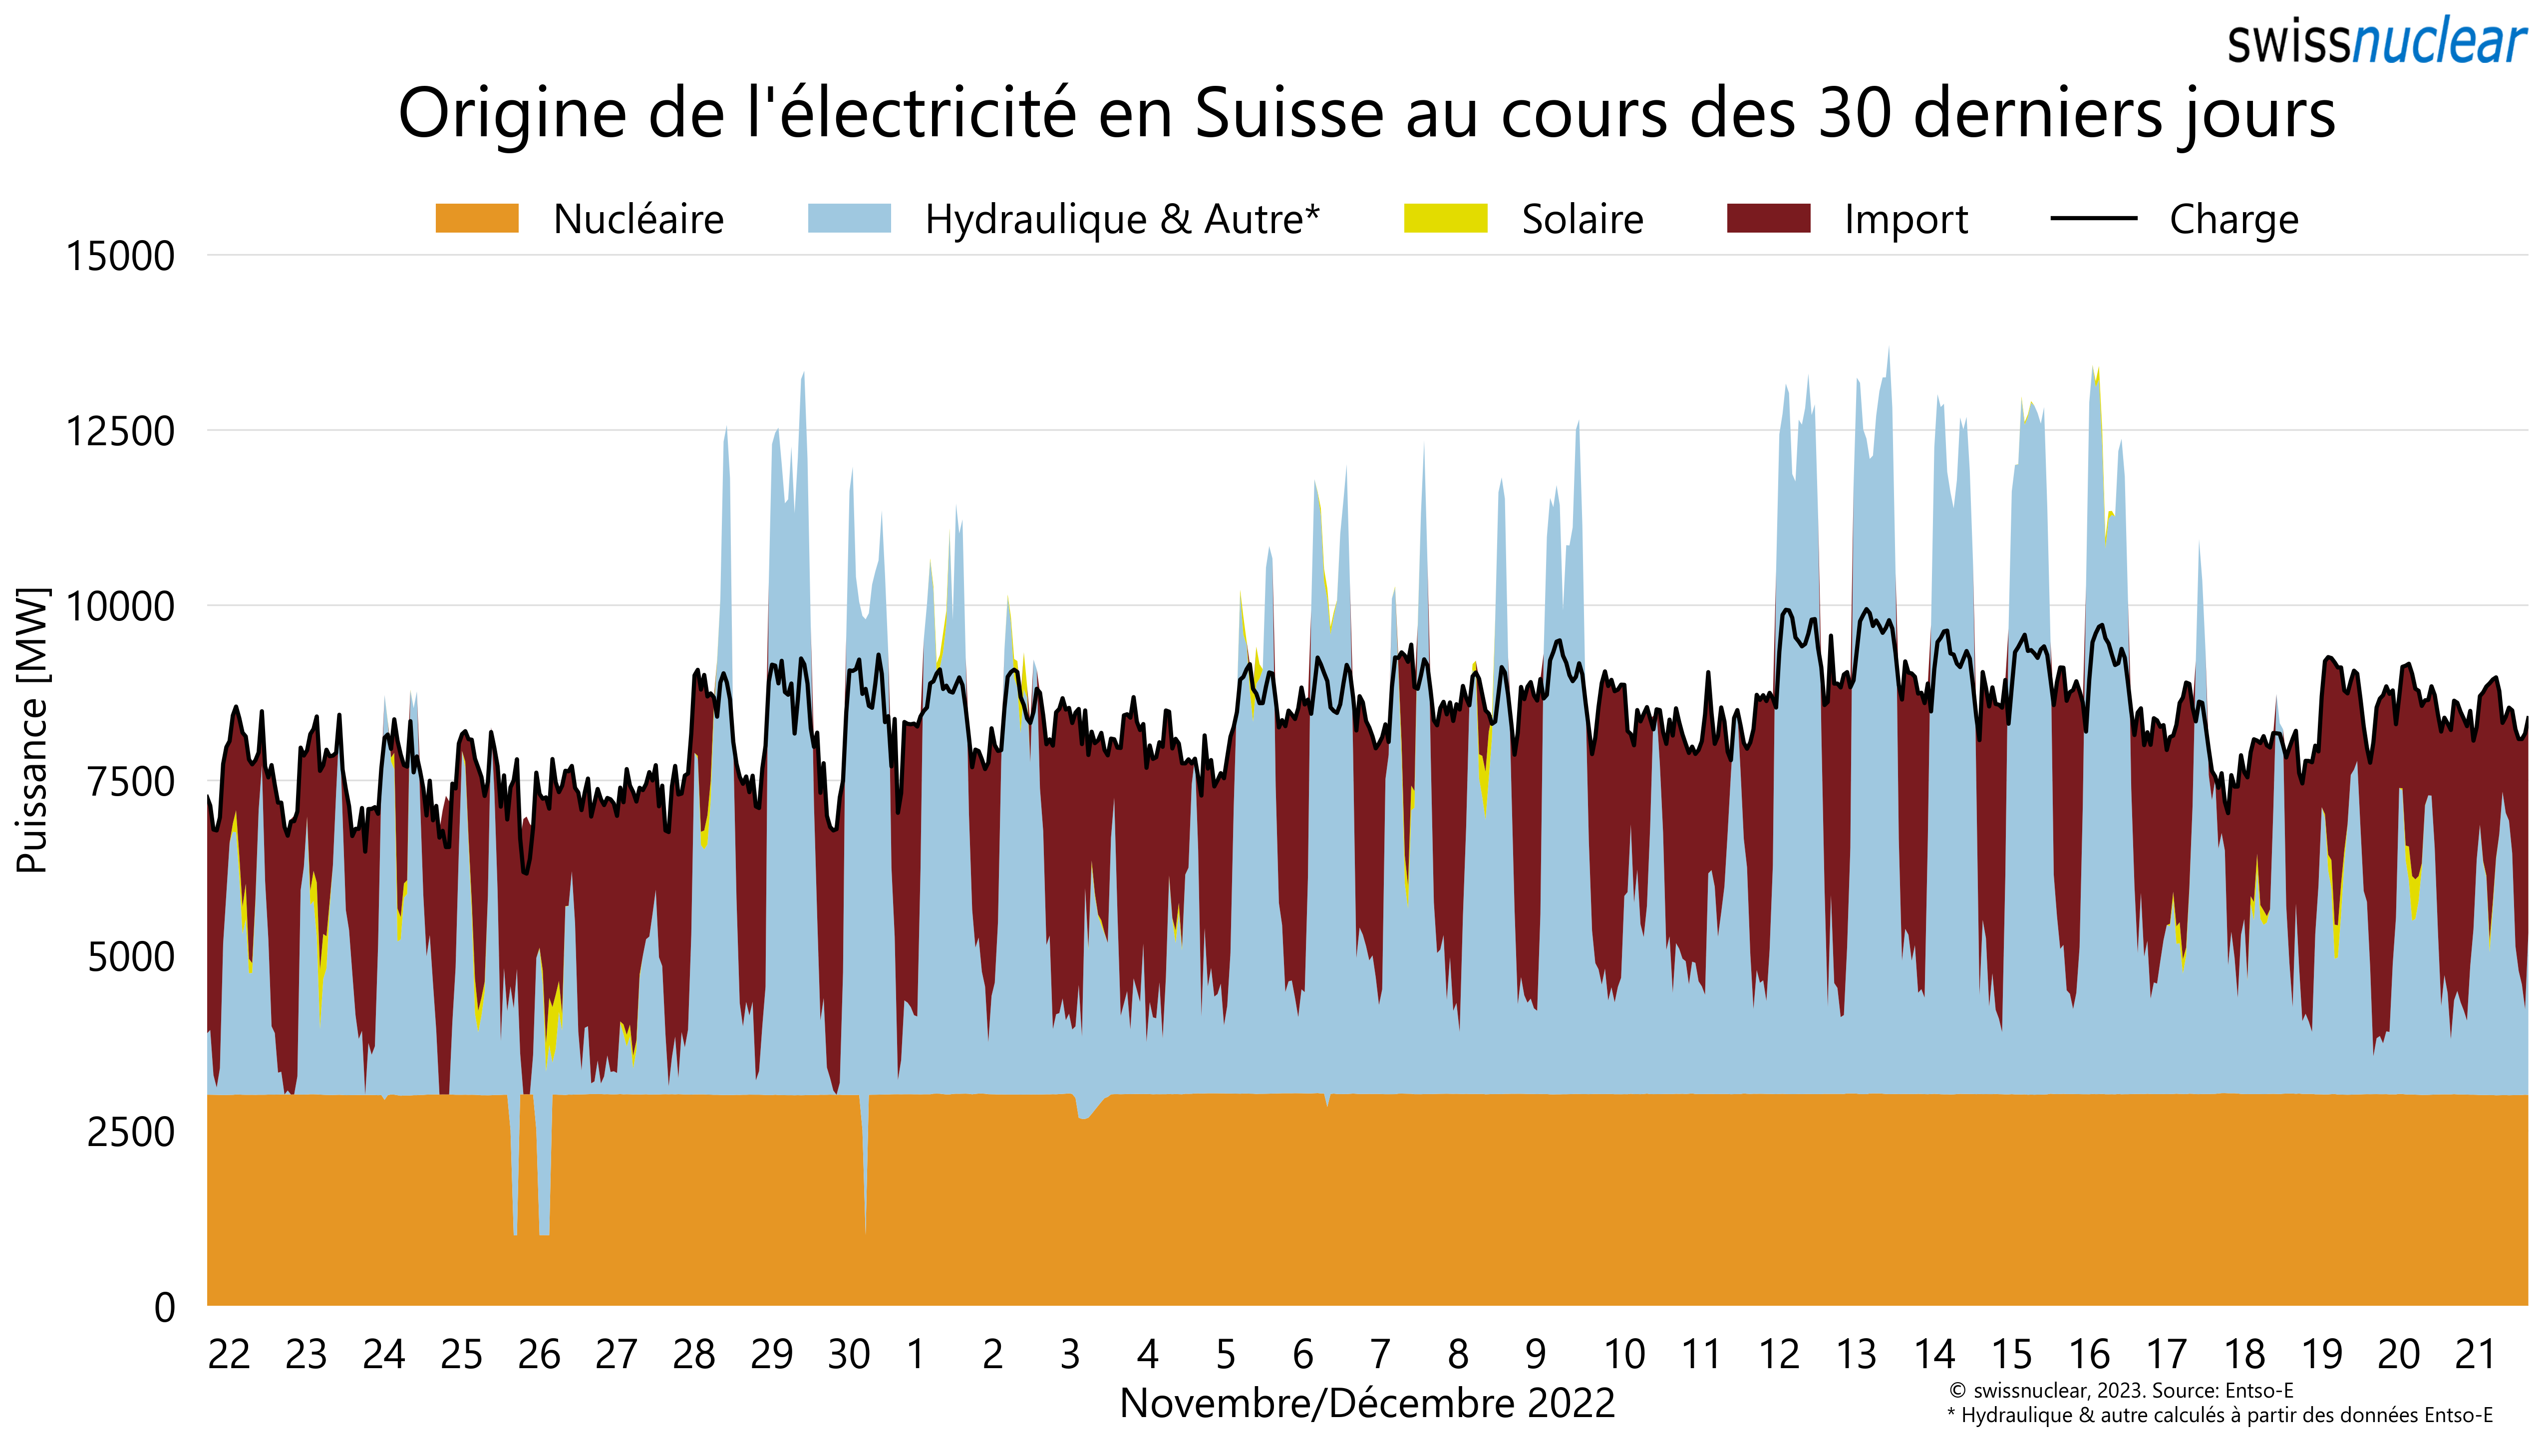 swissnuclear
Origine de l'électricité en Suisse au cours des 30 derniers jours
Nucléaire Hydraulique & Autre* Solaire Import Charge
15000
12500
10000
7500
5000
2500
0
Puissance [MW]
22 23 24 25 26 27 28 29 30 1 2 3 4 5 6 7 8 9 10 11 12 13 14 15 16 17 18 19 20 21
Novembre/Décembre 2022
© swissnuclear, 2023. Source: Entso-E
* Hydraulique & autre calculés à partir des données Entso-E